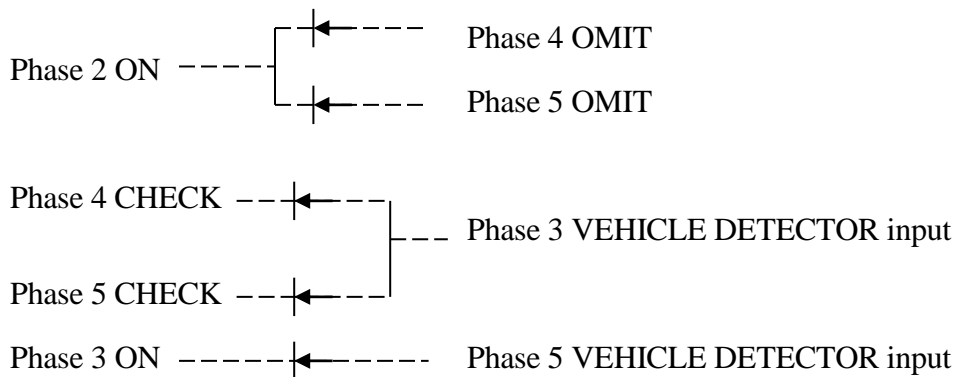 Phase 4 OMIT
Phase 2 ON
Phase 5 OMIT
Phase 4 CHECK
Phase 3 VEHICLE DETECTOR input
Phase 5 CHECK
Phase 3 ON Phase 5 VEHICLE DETECTOR input